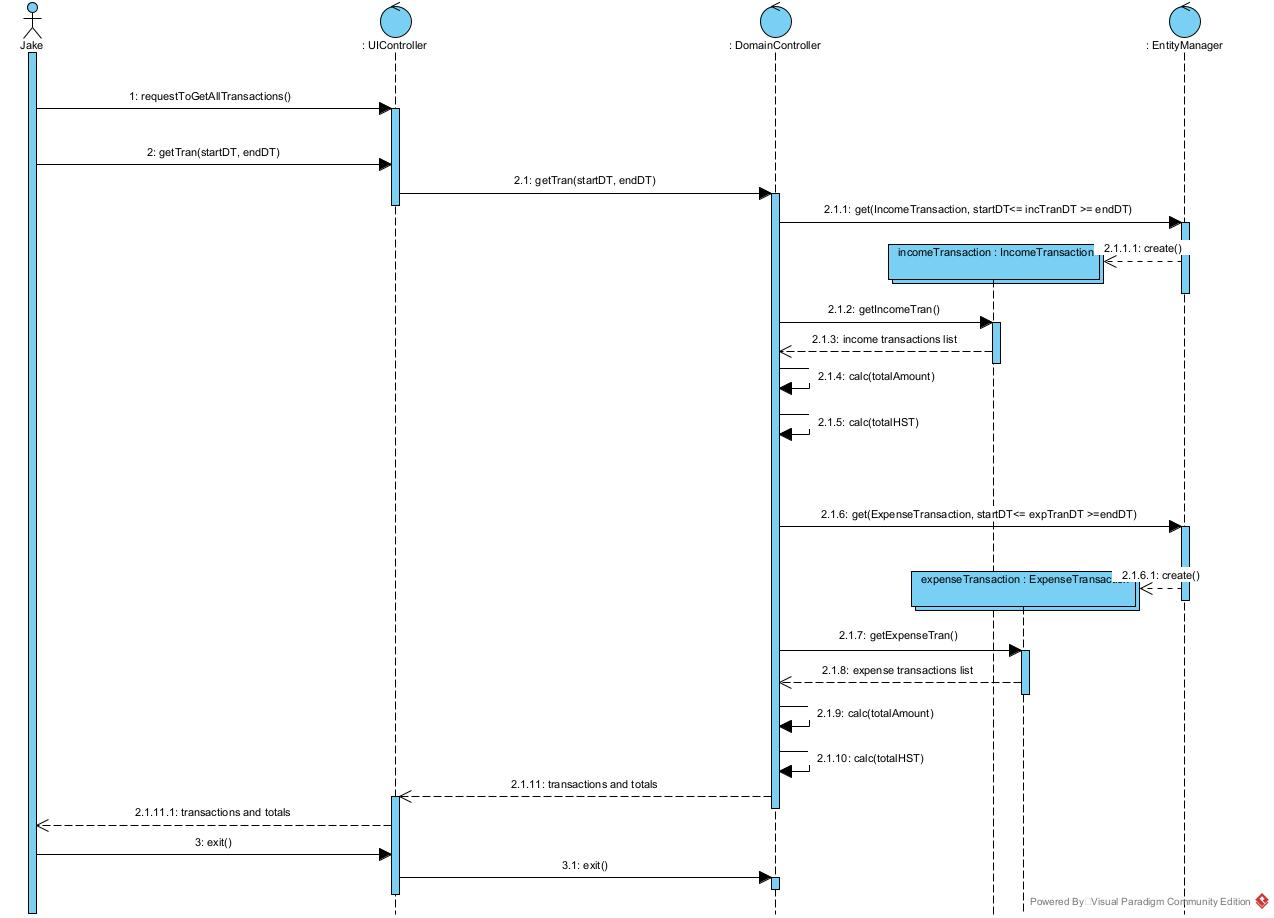 Jake
: UIController
: DomainController
: EntityManager
1: requestToGetAllTransactions()
2: getTran(startDT, endDT)
2.1: getTran(startDT, endDT)
2.1.1: get(IncomeTransaction, startDT<= incTranDT >= endDT)
incomeTransaction : IncomeTransaction
2.1.1.1: create()
2.1.2: getIncomeTran()
2.1.3: income transactions list
2.1.4: calc(totalAmount)
2.1.5: calc(totalHST)
2.1.6: get(ExpenseTransaction, startDT<= expTranDT >=endDT)
expenseTransaction :
2.1.6.1: create()
2.1.7: getExpenseTran()
2.1.8: expense transactions list
2.1.9: calc(totalAmount)
2.1.10: calc(totalHST)
2.1.11: transactions and totals
2.1.11.1: transactions and totals
3: exit()
3.1: exit()
Powered By Visual Paradigm Community Edition